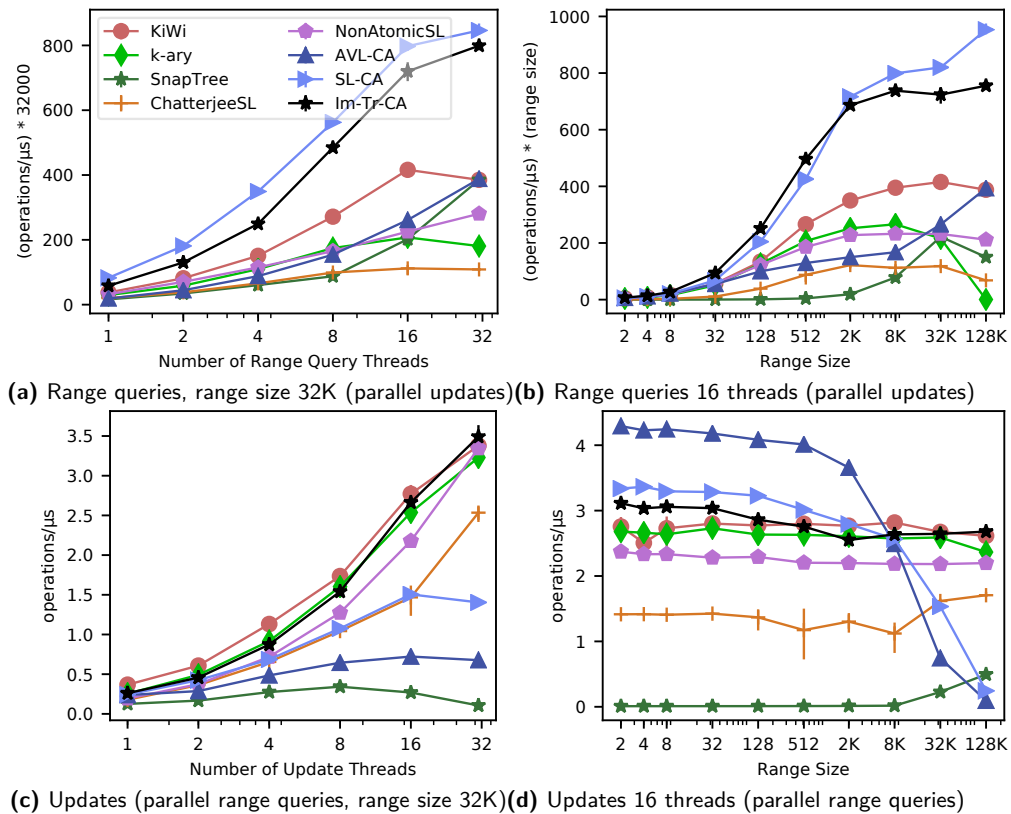 KiWi
k-ary
SnapTree
ChatterjeeSL
NonAtomicSL
AVL-CA
SL-CA
Im-Tr-CA
(operations/µs) * 32000
800
600
400
200
0
1 2 4 8 16 32
Number of Range Query Threads
(a) Range queries, range size 32K (parallel updates)
(operations/µs) * (range size)
1000
800
600
400
200
0
2 4 8 32 128 512 2K 8K 32K 128K
Range Size
(b) Range queries 16 threads (parallel updates)
operations/µs
3.5
3.0
2.5
2.0
1.5
1.0
0.5
0.0
1 2 4 8 16 32
Number of Update Threads
(c) Updates (parallel range queries, range size 32K)
operations/µs
4
3
2
1
0
2 4 8 32 128 512 2K 8K 32K 128K
Range Size
(d) Updates 16 threads (parallel range queries)